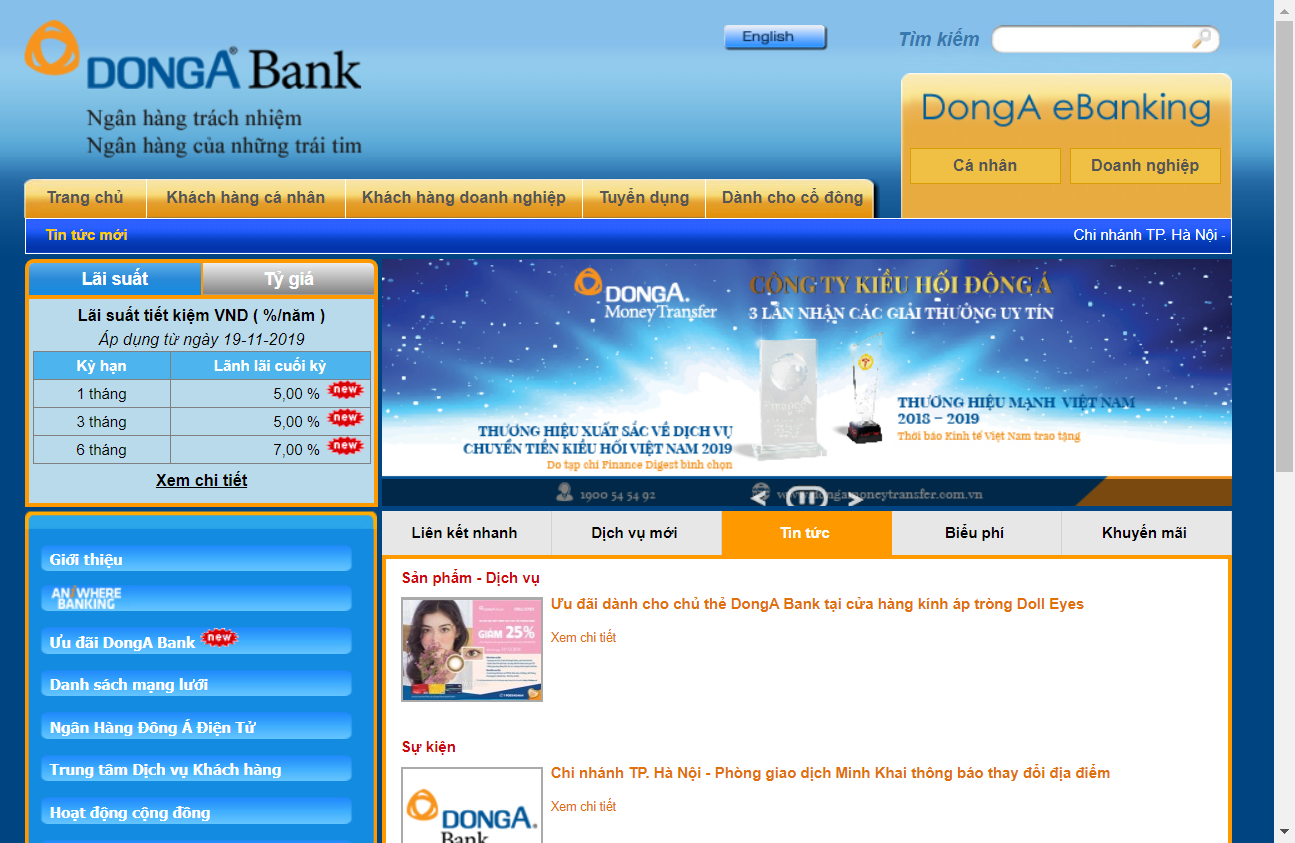 English
Tìm kiếm
DONGA® Bank
Ngân hàng trách nhiệm
Ngân hàng của những trái tim
DongA eBanking
Cá nhân
Doanh nghiệp
Trang chủ
Khách hàng cá nhân
Khách hàng doanh nghiệp
Tuyển dụng
Dành cho cổ đông
Tin tức mới
Chi nhánh TP. Hà Nội -
Lãi suất
Tỷ giá
Lãi suất tiết kiệm VND ( %/năm )
Áp dụng từ ngày 19-11-2019
Kỳ hạn
Lãnh lãi cuối kỳ
1 tháng
5,00 %
new
3 tháng
5,00 %
new
6 tháng
7,00 %
new
Xem chi tiết
DONGA.
Money Transfer
CÔNG TY KIỀU HỐI ĐÔNG Á
3 LẦN NHẬN CÁC GIẢI THƯỞNG UY TÍN
THƯƠNG HIỆU MẠNH VIỆT NAM
2018 – 2019
Thời báo Kinh tế Việt Nam trao tặng
THƯƠNG HIỆU XUẤT SẮC VỀ DỊCH VỤ
CHUYỂN TIỀN KIỀU HỐI VIỆT NAM 2019
Do tạp chí Finance Digest bình chọn
1900 54 54 92
www.dongamoneytransfer.com.vn
Giới thiệu
ANYWHERE
BANKING
Ưu đãi DongA Bank
new
Danh sách mạng lưới
Ngân Hàng Đông Á Điện Tử
Trung tâm Dịch vụ Khách hàng
Hoạt động cộng đồng
Liên kết nhanh
Dịch vụ mới
Tin tức
Biểu phí
Khuyến mãi
Sản phẩm - Dịch vụ
GIẢM 25%
Ưu đãi dành cho chủ thẻ DongA Bank tại cửa hàng kính áp tròng Doll Eyes
Xem chi tiết
Sự kiện
DONGA.
Bank
Chi nhánh TP. Hà Nội - Phòng giao dịch Minh Khai thông báo thay đổi địa điểm
Xem chi tiết